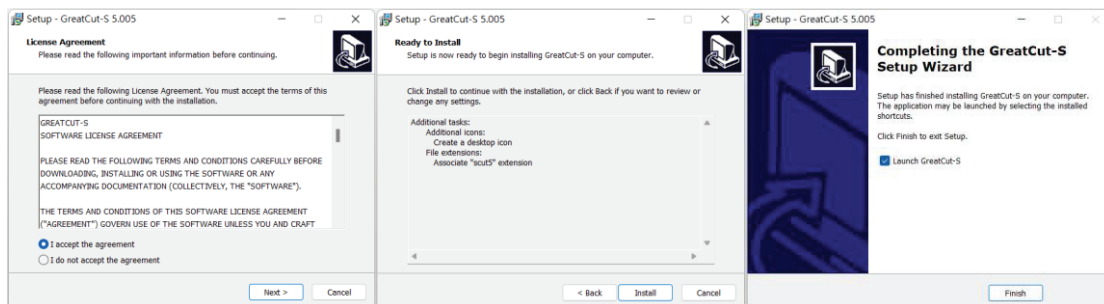 Setup - GreatCut-S 5.005
License Agreement
Please read the following important information before continuing.
Please read the following License Agreement. You must accept the terms of this
agreement before continuing with the installation.
GREATCUT-S
SOFTWARE LICENSE AGREEMENT
PLEASE READ THE FOLLOWING TERMS AND CONDITIONS CAREFULLY BEFORE
DOWNLOADING, INSTALLING OR USING THE SOFTWARE OR ANY
ACCOMPANYING DOCUMENTATION (COLLECTIVELY, THE "SOFTWARE").
THE TERMS AND CONDITIONS OF THIS SOFTWARE LICENSE AGREEMENT
("AGREEMENT") GOVERN USE OF THE SOFTWARE UNLESS YOU AND CRAFT
I accept the agreement
I do not accept the agreement
Next >
Cancel
Setup - GreatCut-S 5.005
Ready to Install
Setup is now ready to begin installing GreatCut-S on your computer.
Click Install to continue with the installation, or click Back if you want to review or
change any settings.
Additional tasks:
Additional icons:
Create a desktop icon
File extensions:
Associate "scut5" extension
< Back
Install
Cancel
Setup - GreatCut-S 5.005
Completing the GreatCut-S
Setup Wizard
Setup has finished installing GreatCut-S on your computer.
The application may be launched by selecting the installed
shortcuts.
Click Finish to exit Setup.
Launch GreatCut-S
Finish